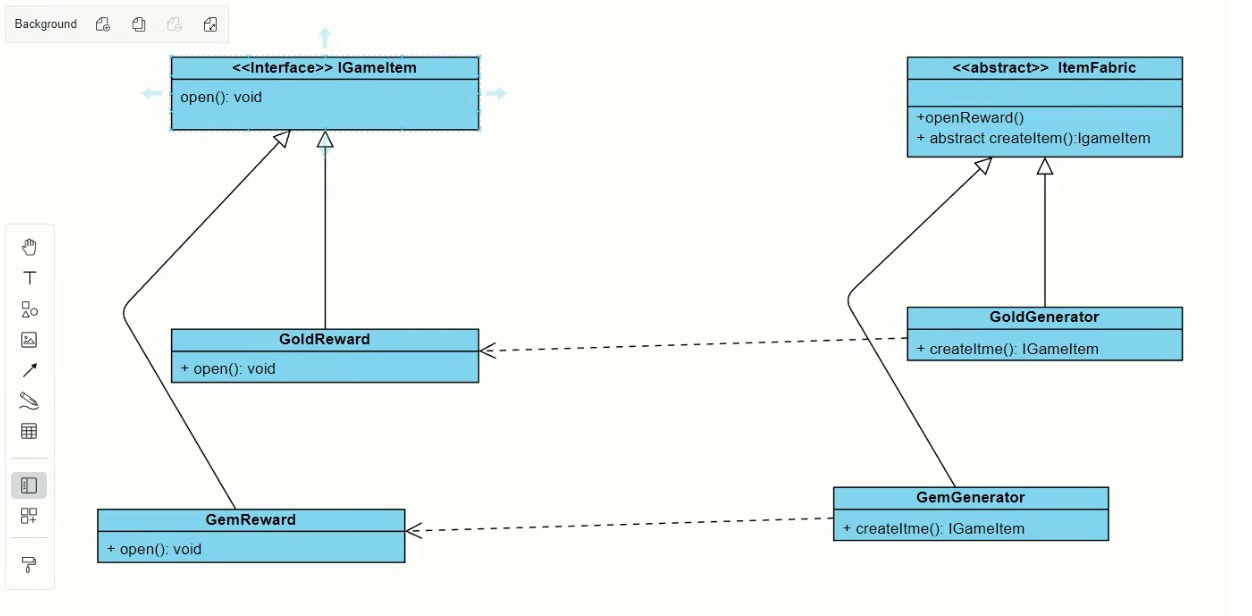 Background
<<Interface>> IGameItem
open(): void
<<abstract>> ItemFabric
+openReward()
+ abstract createItem():IgameItem
GoldReward
+ open(): void
GoldGenerator
+ createItme(): IGameItem
GemReward
+ open(): void
GemGenerator
+ createItme(): IGameItem